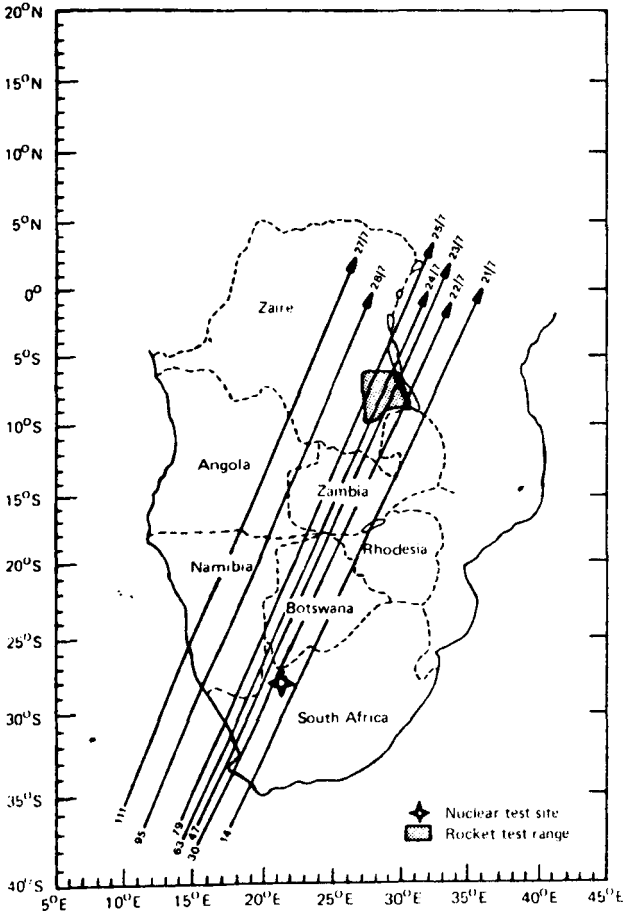 20°N
15°N
10°N
5°N
0°
5°S
10°S
15°S
20°S
25°S
30°S
35°S
40°S
5°E
10°E
15°E
20°E
25°E
30°E
35°E
40°E
45°E
27/7
28/7
25/7
24/7
23/7
22/7
21/7
Zaire
Angola
Zambia
Namibia
Rhodesia
Botswana
South Africa
111
95
79
63
47
30
14
Nuclear test site
Rocket test range